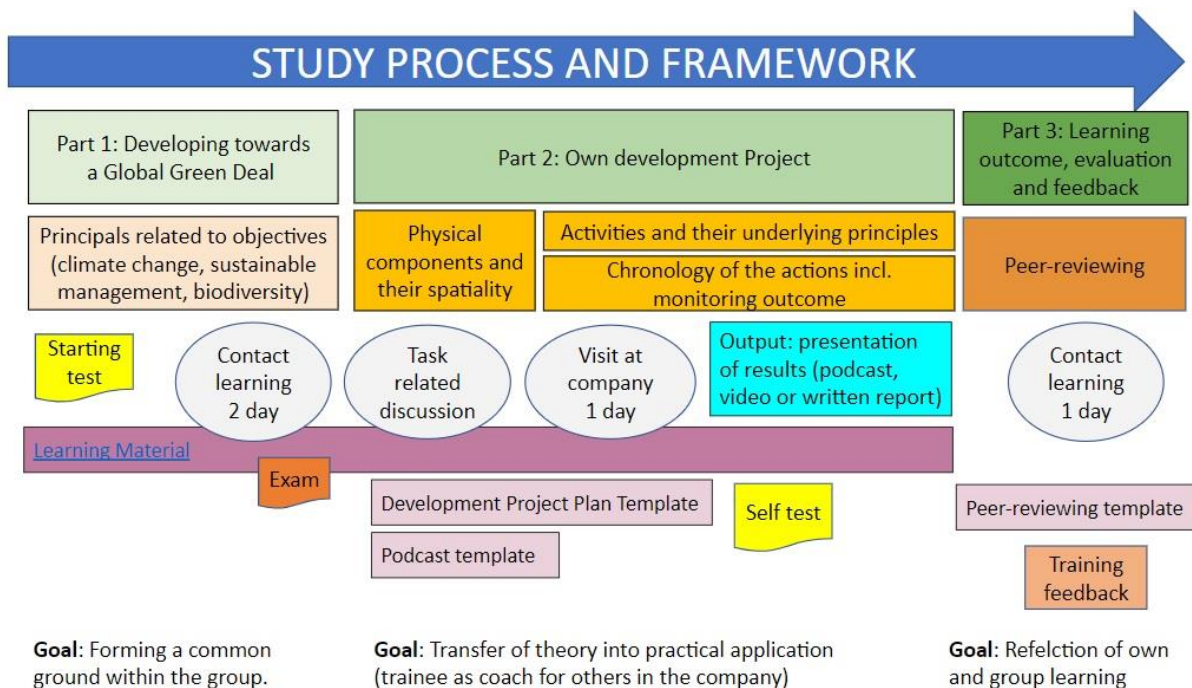 STUDY PROCESS AND FRAMEWORK
Part 1: Developing towards
a Global Green Deal
Part 2: Own development Project
Part 3: Learning
outcome, evaluation
and feedback
Principals related to objectives
(climate change, sustainable
management, biodiversity)
Physical
components and
their spatiality
Activities and their underlying principles
Chronology of the actions incl.
monitoring outcome
Peer-reviewing
Starting
test
Contact
learning
2 day
Task
related
discussion
Visit at
company
1 day
Output: presentation
of results (podcast,
video or written report)
Contact
learning
1 day
Learning Material
Exam
Development Project Plan Template
Podcast template
Self test
Peer-reviewing template
Training
feedback
Goal: Forming a common
ground within the group.
Goal: Transfer of theory into practical application
(trainee as coach for others in the company)
Goal: Refelction of own
and group learning